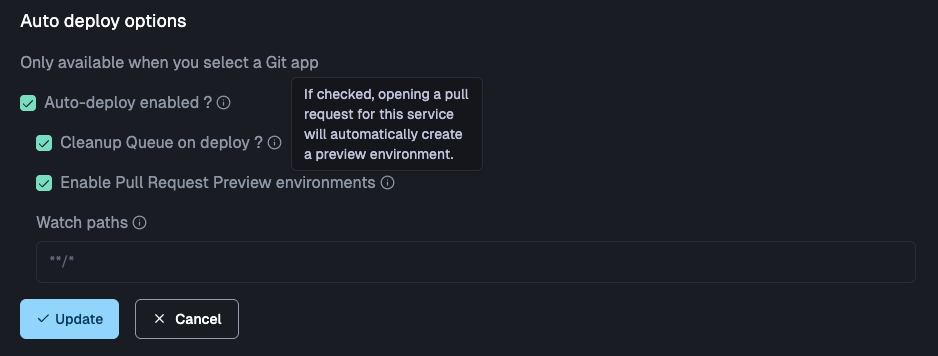 Auto deploy options
Only available when you select a Git app
Auto-deploy enabled ?
If checked, opening a pull
request for this service
will automatically create
a preview environment.
Cleanup Queue on deploy ?
Enable Pull Request Preview environments
Watch paths
**/*
Update
Cancel